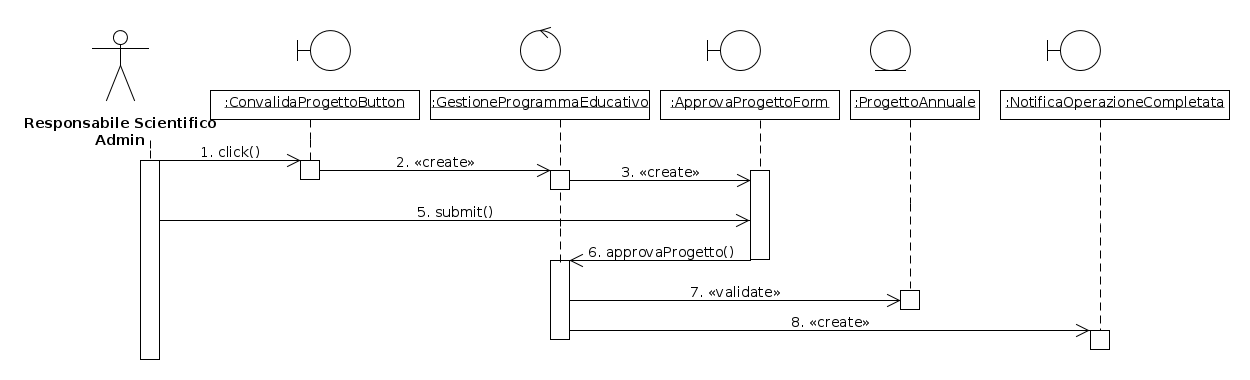 :ConvalidaProgettoButton
:GestioneProgrammaEducativo
:ApprovaProgettoForm
:ProgettoAnnuale
:NotificaOperazioneCompletata
Responsabile Scientifico
Admin
1. click()
2. «create»
3. «create»
5. submit()
6. approvaProgetto()
7. «validate»
8. «create»